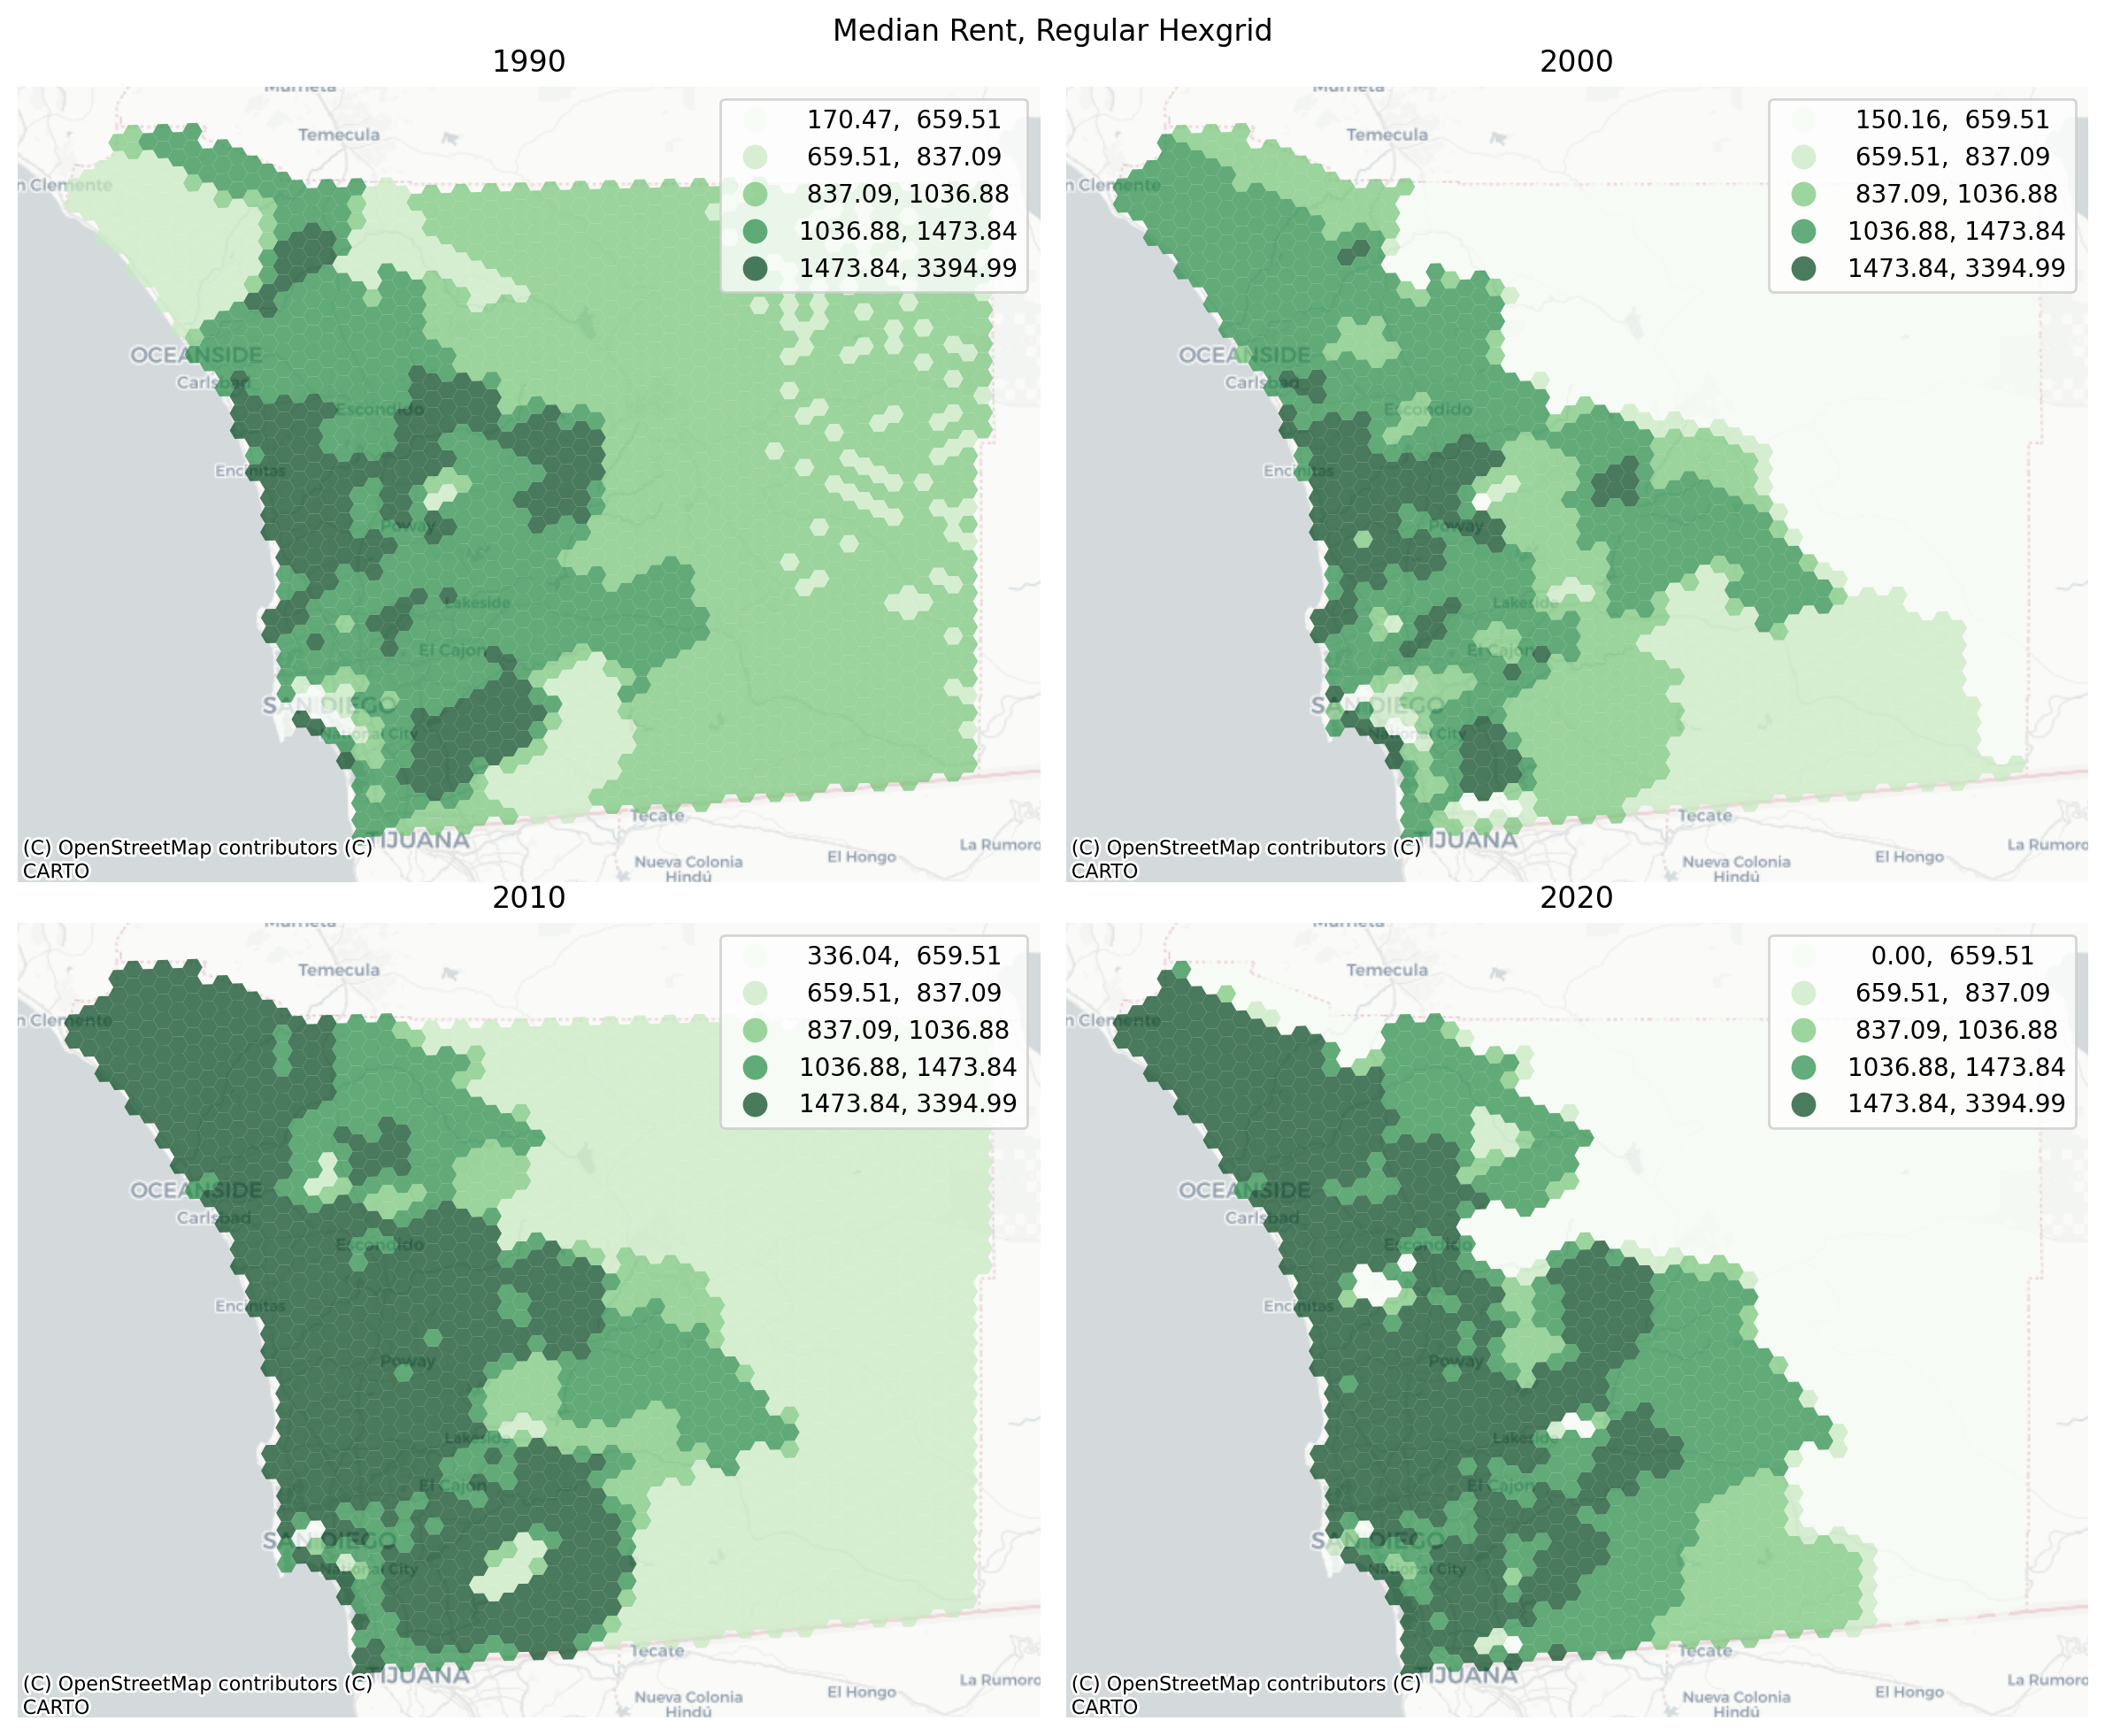 Median Rent, Regular Hexgrid
1990
Temecula
n Clemente
OCEANSIDE
Carlsbad
Escondido
Encinitas
Poway
Lakeside
El Cajon
SAN DIEGO
National City
TIJUANA
Tecate
Nueva Colonia
Hindú
El Hongo
La Rumoro
170.47, 659.51
659.51, 837.09
837.09, 1036.88
1036.88, 1473.84
1473.84, 3394.99
(C) OpenStreetMap contributors (C)
CARTO
2000
Temecula
n Clemente
OCEANSIDE
Carlsbad
Escondido
Encinitas
Poway
Lakeside
El Cajon
SAN DIEGO
National City
TIJUANA
Tecate
Nueva Colonia
Hindú
El Hongo
La Rumoro
150.16, 659.51
659.51, 837.09
837.09, 1036.88
1036.88, 1473.84
1473.84, 3394.99
(C) OpenStreetMap contributors (C)
CARTO
2010
Temecula
n Clemente
OCEANSIDE
Carlsbad
Escondido
Encinitas
Poway
Lakeside
El Cajon
SAN DIEGO
National City
TIJUANA
Tecate
Nueva Colonia
Hindú
El Hongo
La Rumoro
336.04, 659.51
659.51, 837.09
837.09, 1036.88
1036.88, 1473.84
1473.84, 3394.99
(C) OpenStreetMap contributors (C)
CARTO
2020
Temecula
n Clemente
OCEANSIDE
Carlsbad
Escondido
Encinitas
Poway
Lakeside
El Cajon
SAN DIEGO
National City
TIJUANA
Tecate
Nueva Colonia
Hindú
El Hongo
La Rumoro
0.00, 659.51
659.51, 837.09
837.09, 1036.88
1036.88, 1473.84
1473.84, 3394.99
(C) OpenStreetMap contributors (C)
CARTO